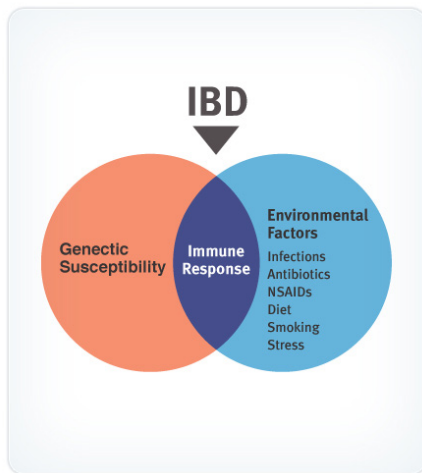 IBD
Genectic
Susceptibility
Immune
Response
Environmental
Factors
Infections
Antibiotics
NSAIDs
Diet
Smoking
Stress